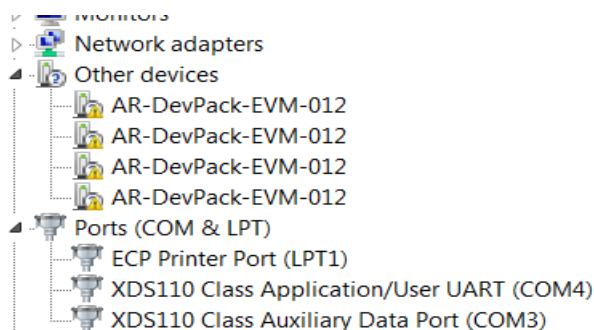 Monitors
Network adapters
Other devices
AR-DevPack-EVM-012
AR-DevPack-EVM-012
AR-DevPack-EVM-012
AR-DevPack-EVM-012
Ports (COM & LPT)
ECP Printer Port (LPT1)
XDS110 Class Application/User UART (COM4)
XDS110 Class Auxiliary Data Port (COM3)